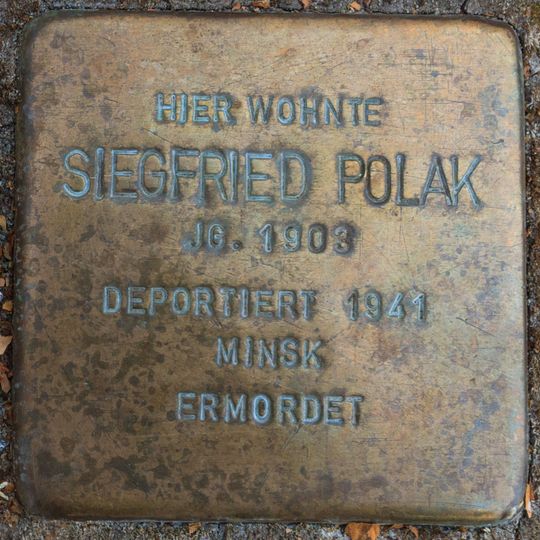 HIER WOHNTE
SIEGFRIED POLAK
JG. 1903
DEPORTIERT 1941
MINSK
ERMORDET